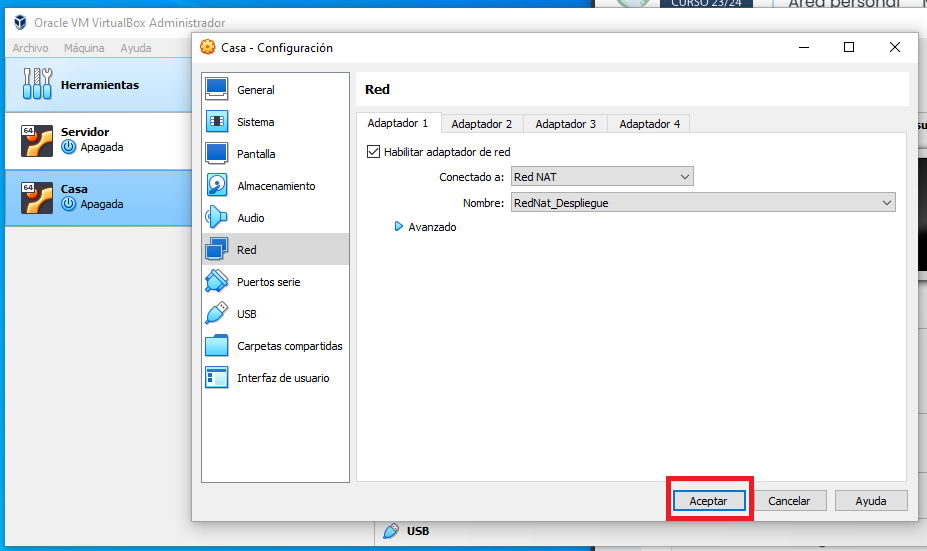 CURSO 23/24
Área personal
Oracle VM VirtualBox Administrador
Archivo Máquina Ayuda
Herramientas
64
Servidor
Apagada
64
Casa
Apagada
Casa - Configuración
General
Sistema
Pantalla
Almacenamiento
Audio
Red
Puertos serie
USB
Carpetas compartidas
Interfaz de usuario
Red
Adaptador 1 Adaptador 2 Adaptador 3 Adaptador 4
Habilitar adaptador de red
Conectado a: Red NAT
Nombre: RedNat_Despliegue
Avanzado
Aceptar Cancelar Ayuda
USB